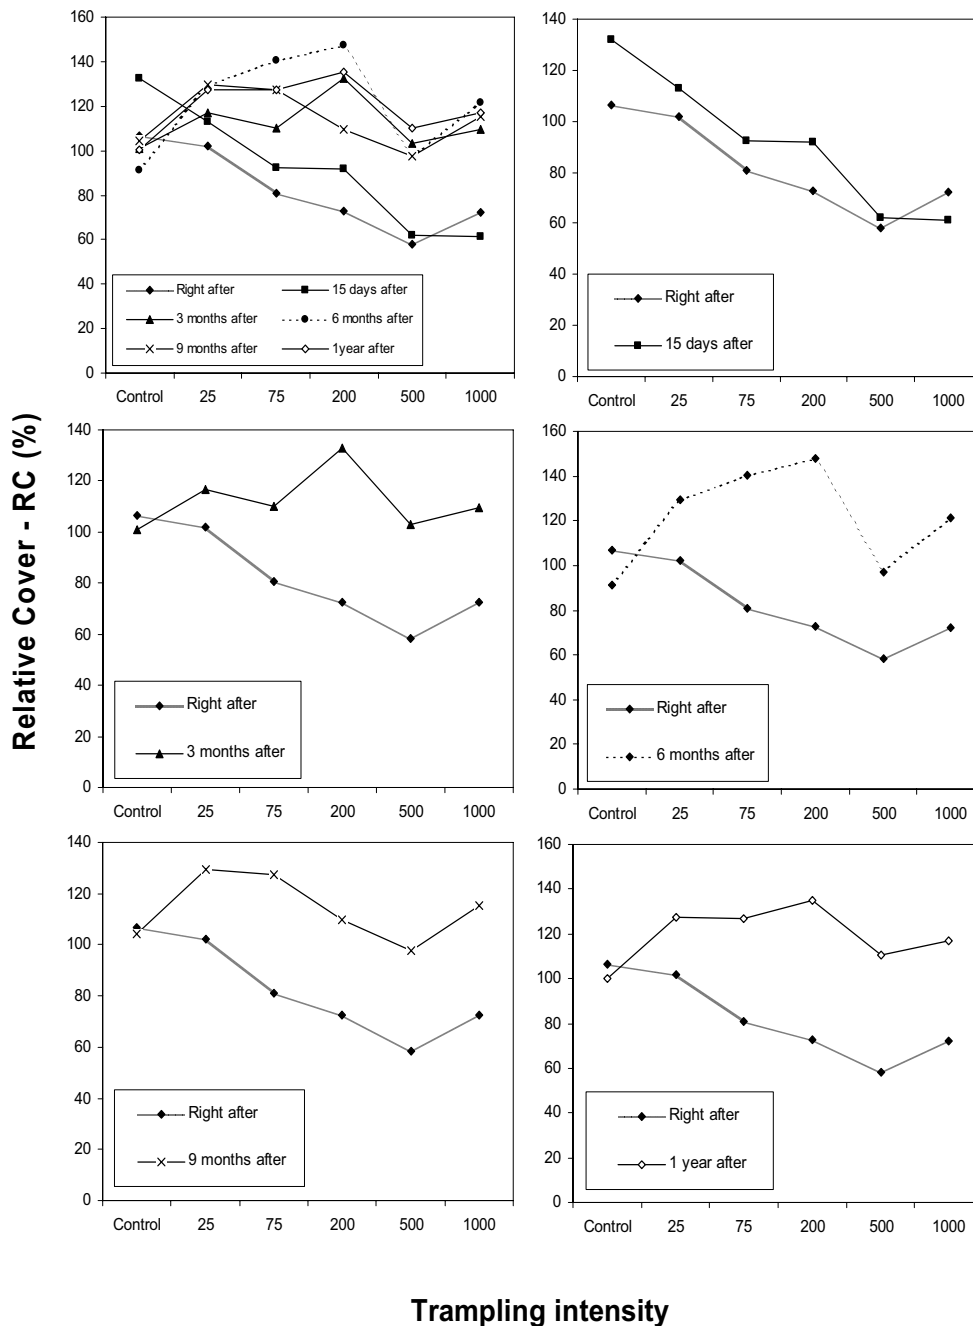 Relative Cover - RC (%)
160
140
120
100
80
60
40
20
0
Right after
15 days after
3 months after
6 months after
9 months after
1year after
Control 25 75 200 500 1000
140
120
100
80
60
40
20
0
Right after
15 days after
Control 25 75 200 500 1000
140
120
100
80
60
40
20
0
Right after
3 months after
Control 25 75 200 500 1000
160
140
120
100
80
60
40
20
0
Right after
6 months after
Control 25 75 200 500 1000
140
120
100
80
60
40
20
0
Right after
9 months after
Control 25 75 200 500 1000
160
140
120
100
80
60
40
20
0
Right after
1 year after
Control 25 75 200 500 1000
Trampling intensity